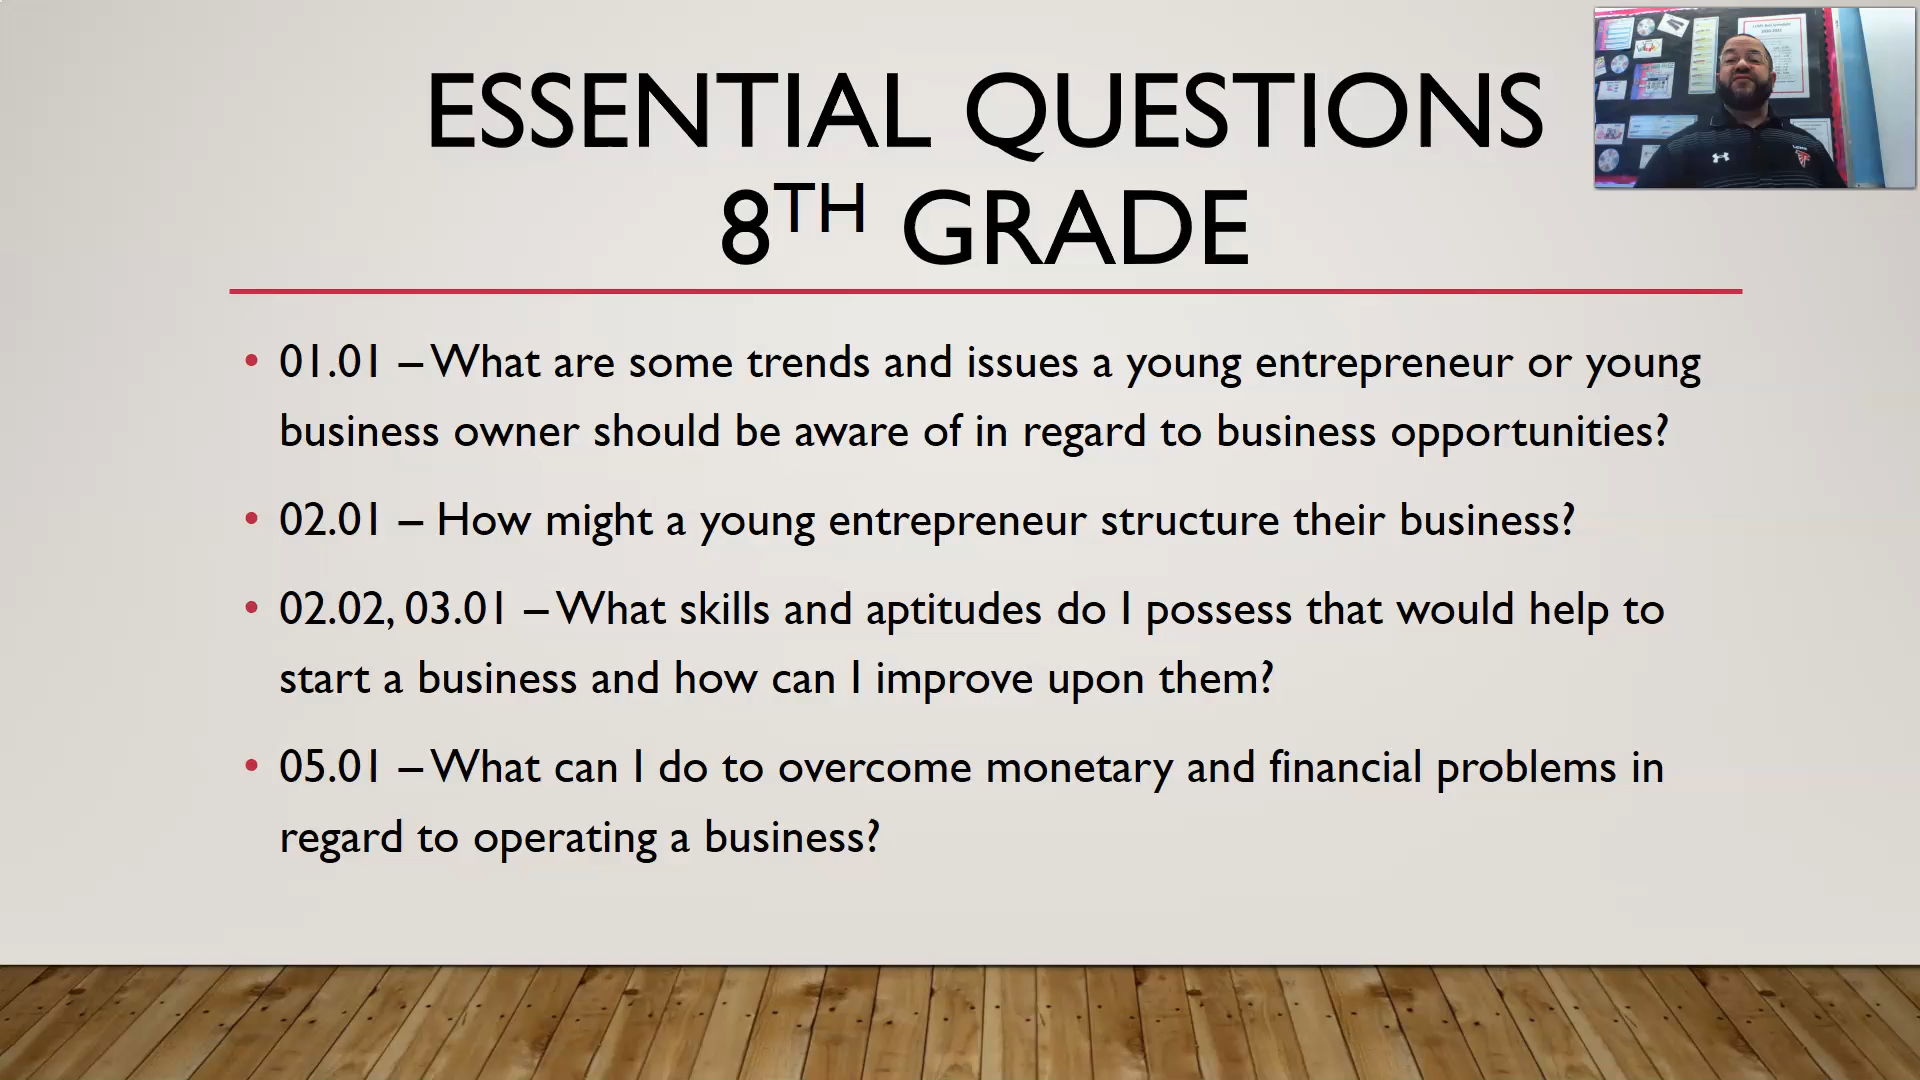 ESSENTIAL QUESTIONS
8TH GRADE
• 01.01 – What are some trends and issues a young entrepreneur or young
business owner should be aware of in regard to business opportunities?
• 02.01 – How might a young entrepreneur structure their business?
• 02.02, 03.01 – What skills and aptitudes do I possess that would help to
start a business and how can I improve upon them?
• 05.01 – What can I do to overcome monetary and financial problems in
regard to operating a business?